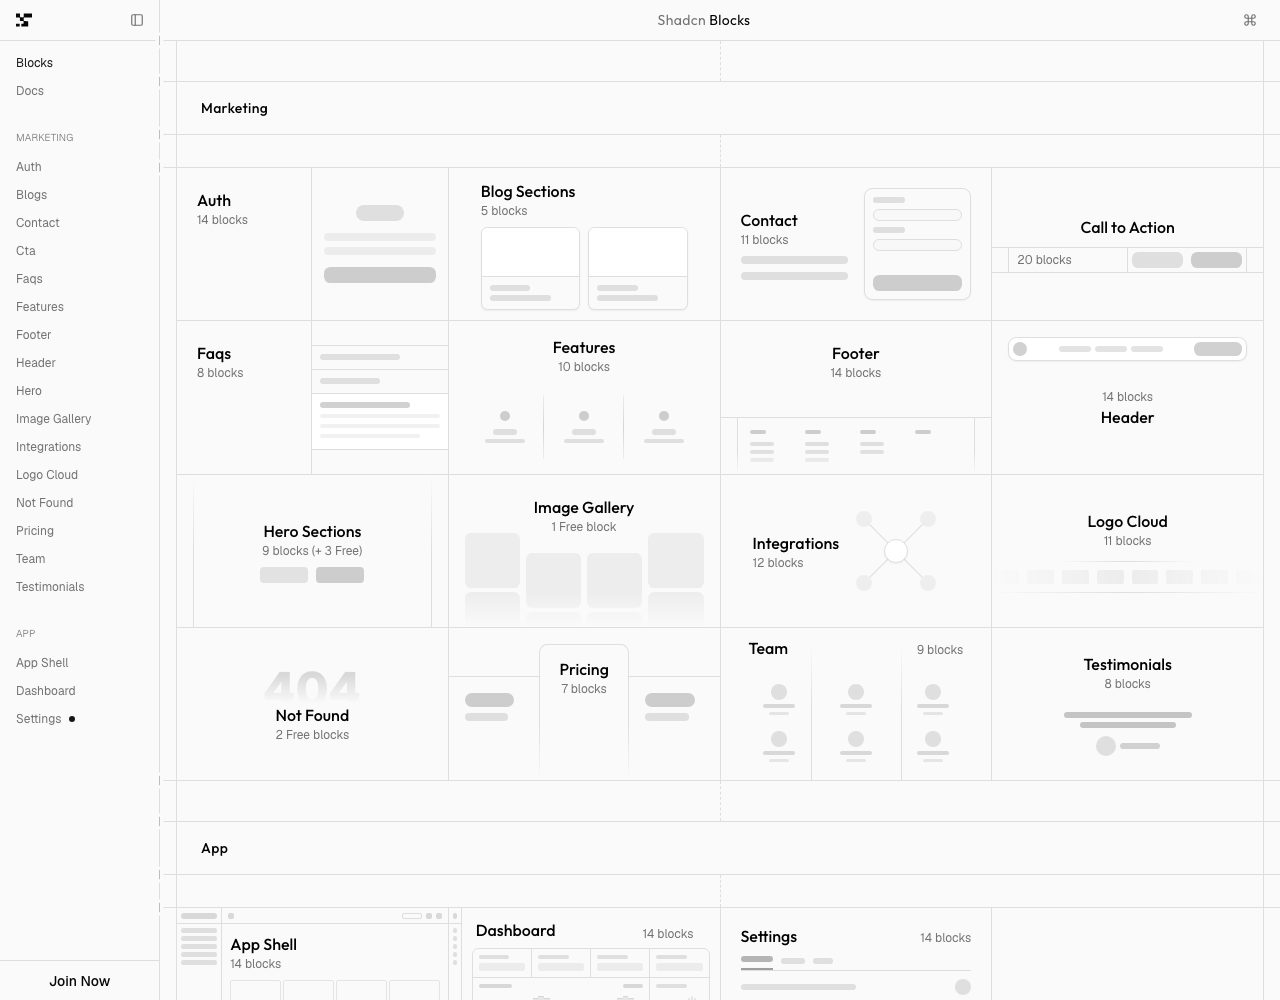 Shadcn Blocks
Blocks
Docs
MARKETING
Auth
Blogs
Contact
Cta
Faqs
Features
Footer
Header
Hero
Image Gallery
Integrations
Logo Cloud
Not Found
Pricing
Team
Testimonials
APP
App Shell
Dashboard
Settings
Join Now
Marketing
Auth
14 blocks
Blog Sections
5 blocks
Contact
11 blocks
Call to Action
20 blocks
Faqs
8 blocks
Features
10 blocks
Footer
14 blocks
14 blocks
Header
Hero Sections
9 blocks (+ 3 Free)
Image Gallery
1 Free block
Integrations
12 blocks
Logo Cloud
11 blocks
404
Not Found
2 Free blocks
Pricing
7 blocks
Team
9 blocks
Testimonials
8 blocks
App
App Shell
14 blocks
Dashboard
14 blocks
Settings
14 blocks